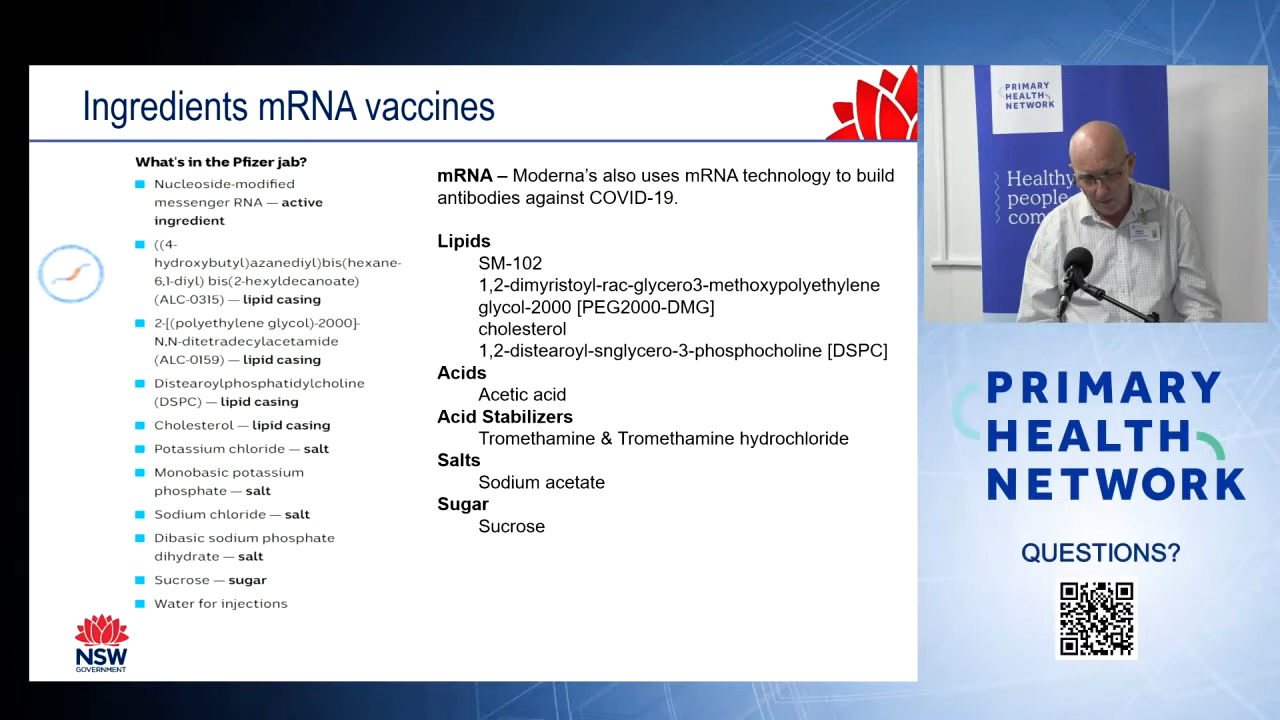 Ingredients mRNA vaccines
What's in the Pfizer jab?
Nucleoside-modified
messenger RNA — active
ingredient
((4-
hydroxybutyl)azanediyl)bis(hexane-
6,1-diyl) bis(2-hexyldecanoate)
(ALC-0315) — lipid casing
2-[(polyethylene glycol)-2000]-
N,N-ditetradecylacetamide
(ALC-0159) — lipid casing
Distearoylphosphatidylcholine
(DSPC) — lipid casing
Cholesterol — lipid casing
Potassium chloride — salt
Monobasic potassium
phosphate — salt
Sodium chloride — salt
Dibasic sodium phosphate
dihydrate — salt
Sucrose — sugar
Water for injections
NSW
GOVERNMENT
mRNA – Moderna's also uses mRNA technology to build
antibodies against COVID-19.
Lipids
SM-102
1,2-dimyristoyl-rac-glycero3-methoxypolyethylene
glycol-2000 [PEG2000-DMG]
cholesterol
1,2-distearoyl-snglycero-3-phosphocholine [DSPC]
Acids
Acetic acid
Acid Stabilizers
Tromethamine & Tromethamine hydrochloride
Salts
Sodium acetate
Sugar
Sucrose
PRIMARY
HEALTH
NETWORK
Healthy
people
com
PRIMARY
HEALTH
NETWORK
QUESTIONS?